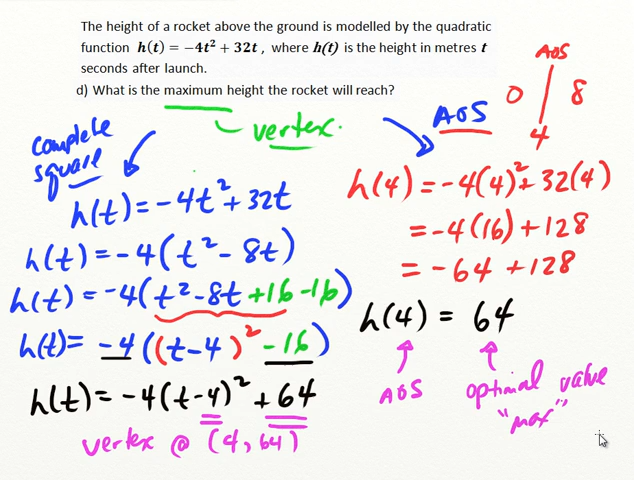 The height of a rocket above the ground is modelled by the quadratic
function h(t) = −4t² + 32t , where h(t) is the height in metres t
seconds after launch.
d) What is the maximum height the rocket will reach?
vertex.
complete
square
h(t) = -4t² + 32t
h(t) = -4(t² - 8t)
h(t) = -4(t² - 8t + 16 - 16)
h(t) = -4((t-4)² - 16)
h(t) = -4(t-4)² + 64
vertex @ (4, 64)
AOS
0 8
4
AOS
h(4) = -4(4)² + 32(4)
= -4(16) + 128
= -64 + 128
h(4) = 64
AOS
optimal value
"max"